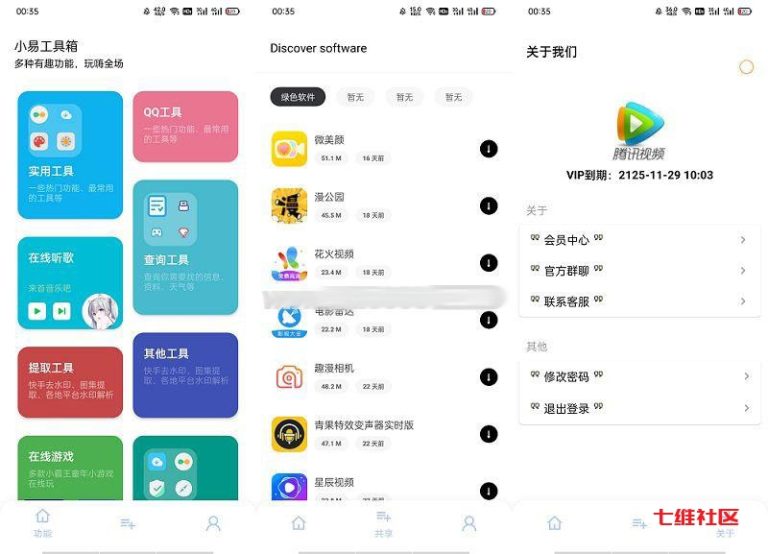 00:35
小易工具箱
多种有趣功能，玩嗨全场
实用工具
一些热门功能、最常用
的工具等
QQ工具
一些热门功能、最常用
的工具等
在线听歌
来首音乐吧
查询工具
查询你需要找的信息、
资料、天气等
提取工具
快手去水印、图集提
取、各地平台水印解析
其他工具
快手去水印、图集提
取、各地平台水印解析
在线游戏
多款小霸王童年小游戏
在线玩
功能
00:35
Discover software
绿色软件
暂无
暂无
暂无
微美颜
51.1 M
16 天前
漫公园
漫
45.5 M
18 天前
花火视频
23.4 M
18 天前
电影雷达
影视大全
22.2 M
18 天前
趣漫相机
48.2 M
22 天前
青果特效变声器实时版
47.1 M
22 天前
星辰视频
共享
00:35
关于我们
腾讯视频
VIP到期：2125-11-29 10:03
关于
会员中心
官方群聊
联系客服
其他
修改密码
退出登录
七维社区
关于